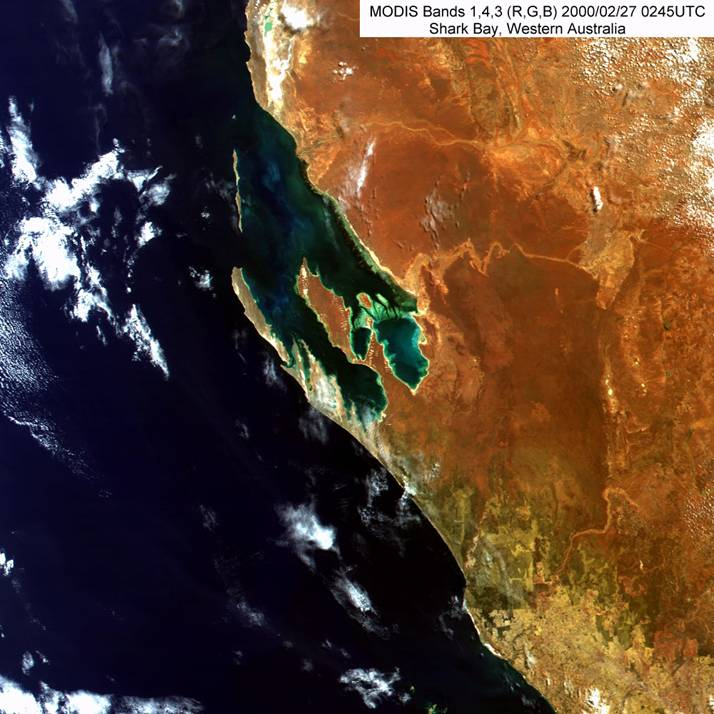 MODIS Bands 1,4,3 (R,G,B) 2000/02/27 0245UTC
Shark Bay, Western Australia